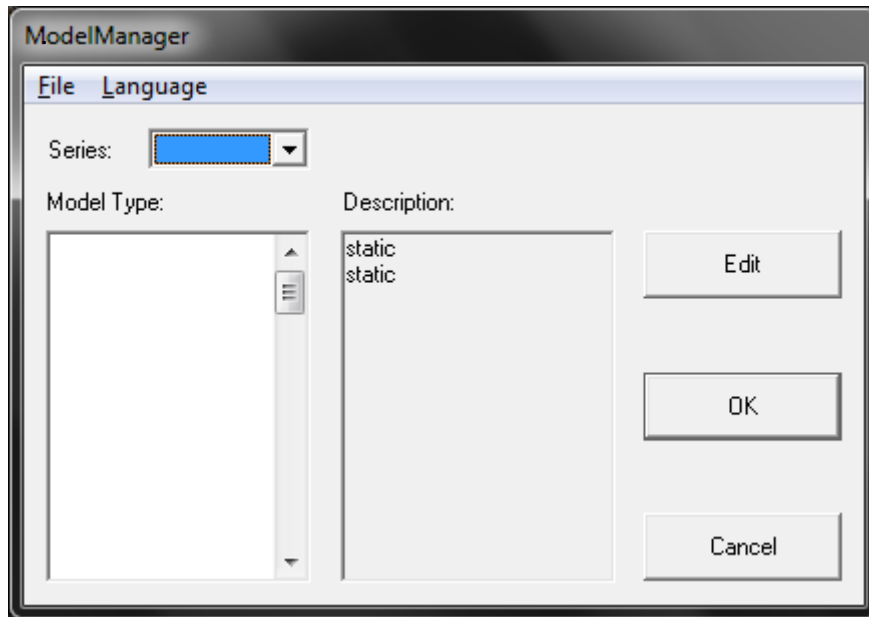 ModelManager
File Language
Series:
Model Type:
Description:
static
static
Edit
OK
Cancel